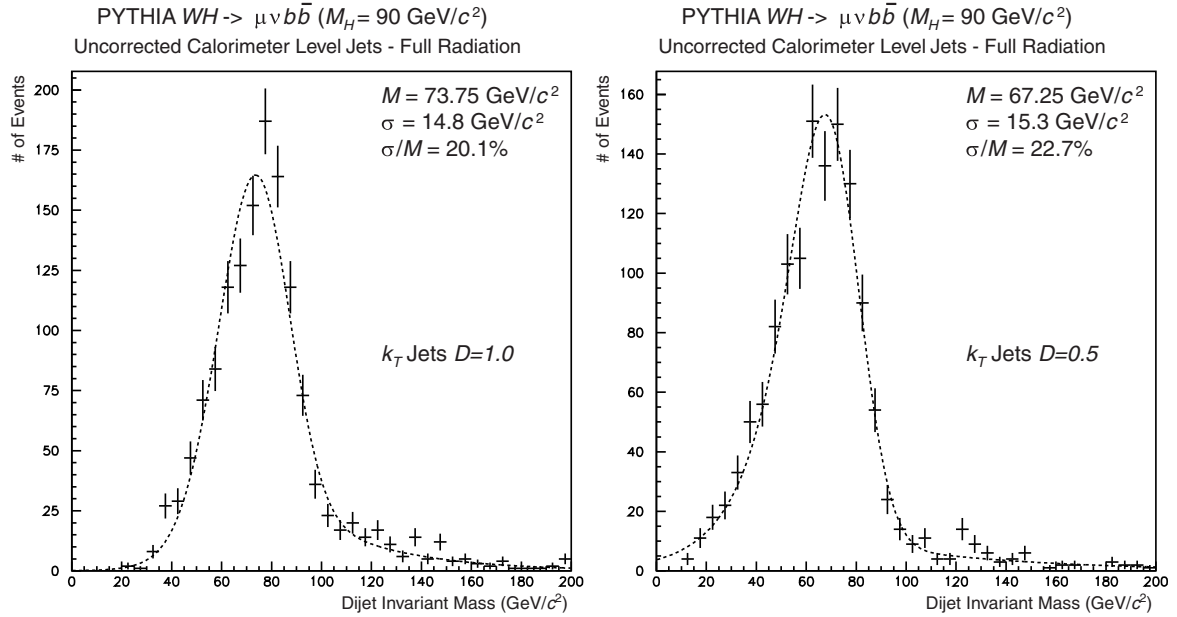 PYTHIA WH -> μνbb̄ (M_H = 90 GeV/c²)
Uncorrected Calorimeter Level Jets - Full Radiation
# of Events
M = 73.75 GeV/c²
σ = 14.8 GeV/c²
σ/M = 20.1%
k_T Jets D=1.0
200
175
150
125
100
75
50
25
0
0 20 40 60 80 100 120 140 160 180 200
Dijet Invariant Mass (GeV/c²)
PYTHIA WH -> μνbb̄ (M_H = 90 GeV/c²)
Uncorrected Calorimeter Level Jets - Full Radiation
# of Events
M = 67.25 GeV/c²
σ = 15.3 GeV/c²
σ/M = 22.7%
k_T Jets D=0.5
160
140
120
100
80
60
40
20
0
0 20 40 60 80 100 120 140 160 180 200
Dijet Invariant Mass (GeV/c²)